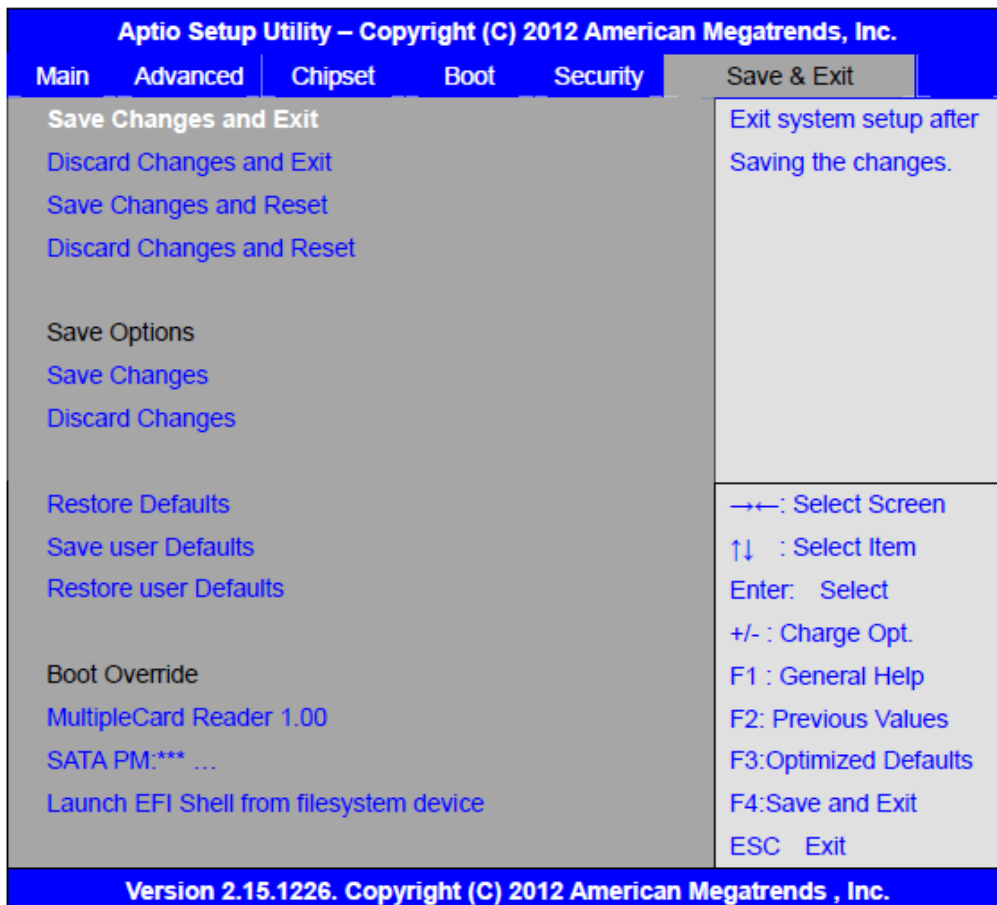 Aptio Setup Utility – Copyright (C) 2012 American Megatrends, Inc.
Main Advanced Chipset Boot Security Save & Exit
Save Changes and Exit
Discard Changes and Exit
Save Changes and Reset
Discard Changes and Reset
Save Options
Save Changes
Discard Changes
Restore Defaults
Save user Defaults
Restore user Defaults
Boot Override
MultipleCard Reader 1.00
SATA PM:*** ...
Launch EFI Shell from filesystem device
Exit system setup after
Saving the changes.
→←: Select Screen
↑↓ : Select Item
Enter: Select
+/- : Charge Opt.
F1 : General Help
F2: Previous Values
F3:Optimized Defaults
F4:Save and Exit
ESC Exit
Version 2.15.1226. Copyright (C) 2012 American Megatrends , Inc.